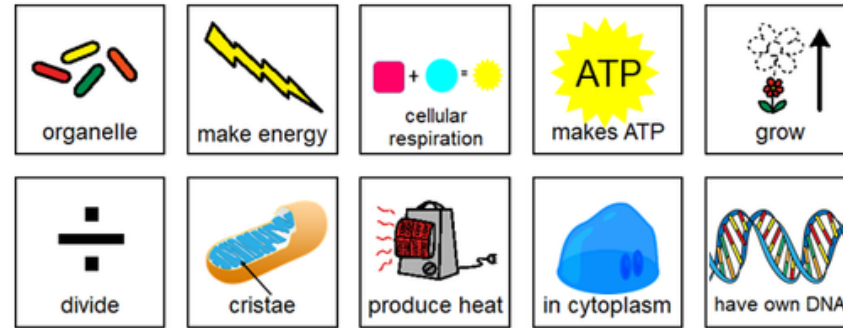 organelle
make energy
+ =
cellular
respiration
ATP
makes ATP
grow
divide
cristae
produce heat
in cytoplasm
have own DNA